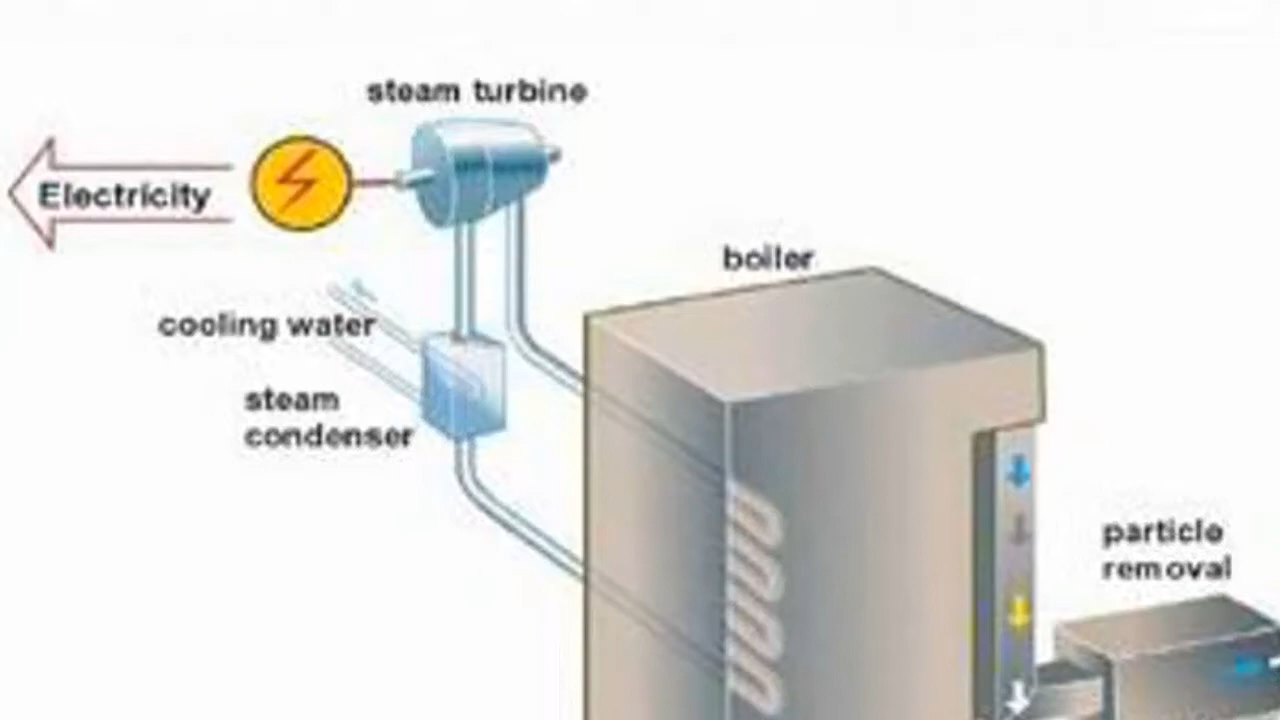 steam turbine
Electricity
boiler
cooling water
steam
condenser
particle
removal